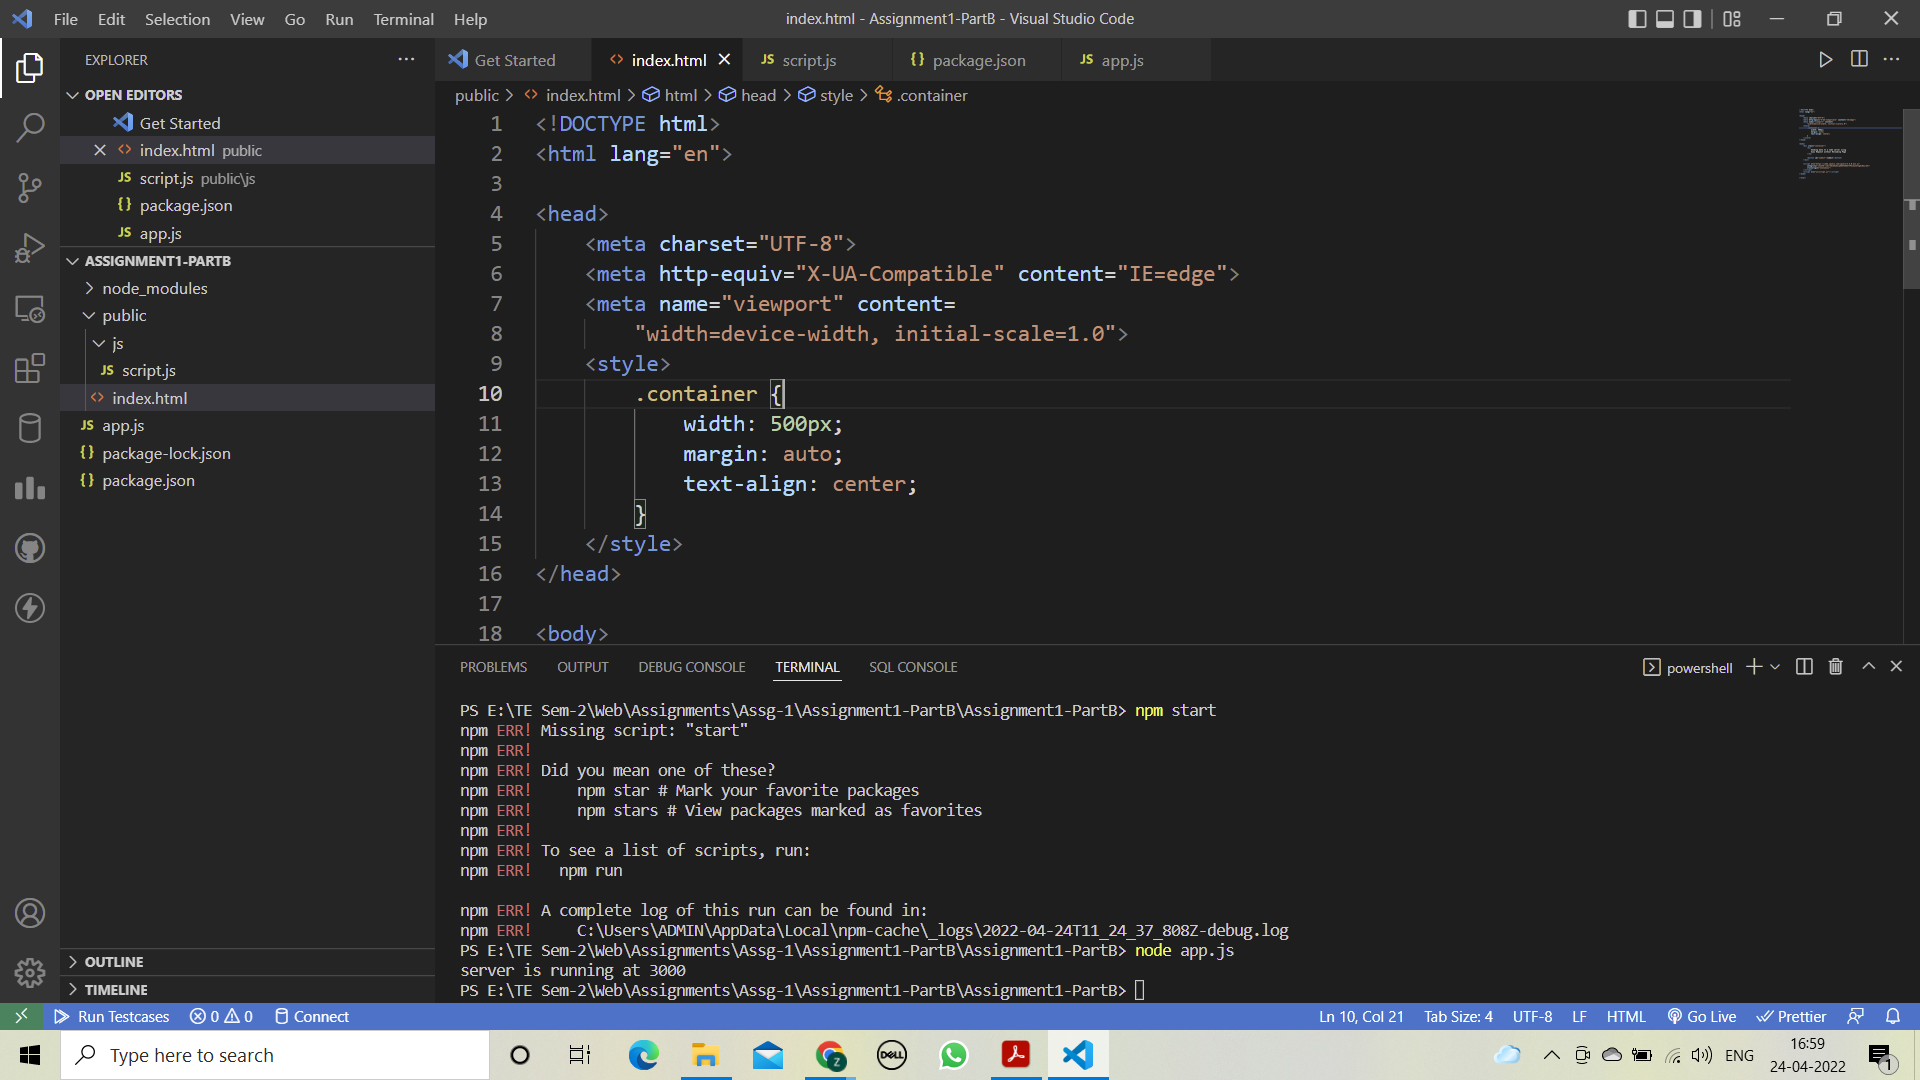 File Edit Selection View Go Run Terminal Help
index.html - Assignment1-PartB - Visual Studio Code
EXPLORER
OPEN EDITORS
Get Started
index.html public
JS script.js public\js
{} package.json
JS app.js
ASSIGNMENT1-PARTB
node_modules
public
js
JS script.js
<> index.html
JS app.js
{} package-lock.json
{} package.json
OUTLINE
TIMELINE
Get Started
<> index.html
JS script.js
{} package.json
JS app.js
public > <> index.html > html > head > style > .container
1 <!DOCTYPE html>
2 <html lang="en">
3
4 <head>
5 <meta charset="UTF-8">
6 <meta http-equiv="X-UA-Compatible" content="IE=edge">
7 <meta name="viewport" content=
8 "width=device-width, initial-scale=1.0">
9 <style>
10 .container {
11 width: 500px;
12 margin: auto;
13 text-align: center;
14 }
15 </style>
16 </head>
17
18 <body>
PROBLEMS OUTPUT DEBUG CONSOLE TERMINAL SQL CONSOLE
powershell
PS E:\TE Sem-2\Web\Assignments\Assg-1\Assignment1-PartB\Assignment1-PartB> npm start
npm ERR! Missing script: "start"
npm ERR!
npm ERR! Did you mean one of these?
npm ERR! npm star # Mark your favorite packages
npm ERR! npm stars # View packages marked as favorites
npm ERR!
npm ERR! To see a list of scripts, run:
npm ERR! npm run
npm ERR! A complete log of this run can be found in:
npm ERR! C:\Users\ADMIN\AppData\Local\npm-cache\_logs\2022-04-24T11_24_37_808Z-debug.log
PS E:\TE Sem-2\Web\Assignments\Assg-1\Assignment1-PartB\Assignment1-PartB> node app.js
server is running at 3000
PS E:\TE Sem-2\Web\Assignments\Assg-1\Assignment1-PartB\Assignment1-PartB>
Run Testcases 0 0 Connect
Ln 10, Col 21 Tab Size: 4 UTF-8 LF HTML Go Live Prettier
Type here to search
Z
DELL
ENG
16:59
24-04-2022
1